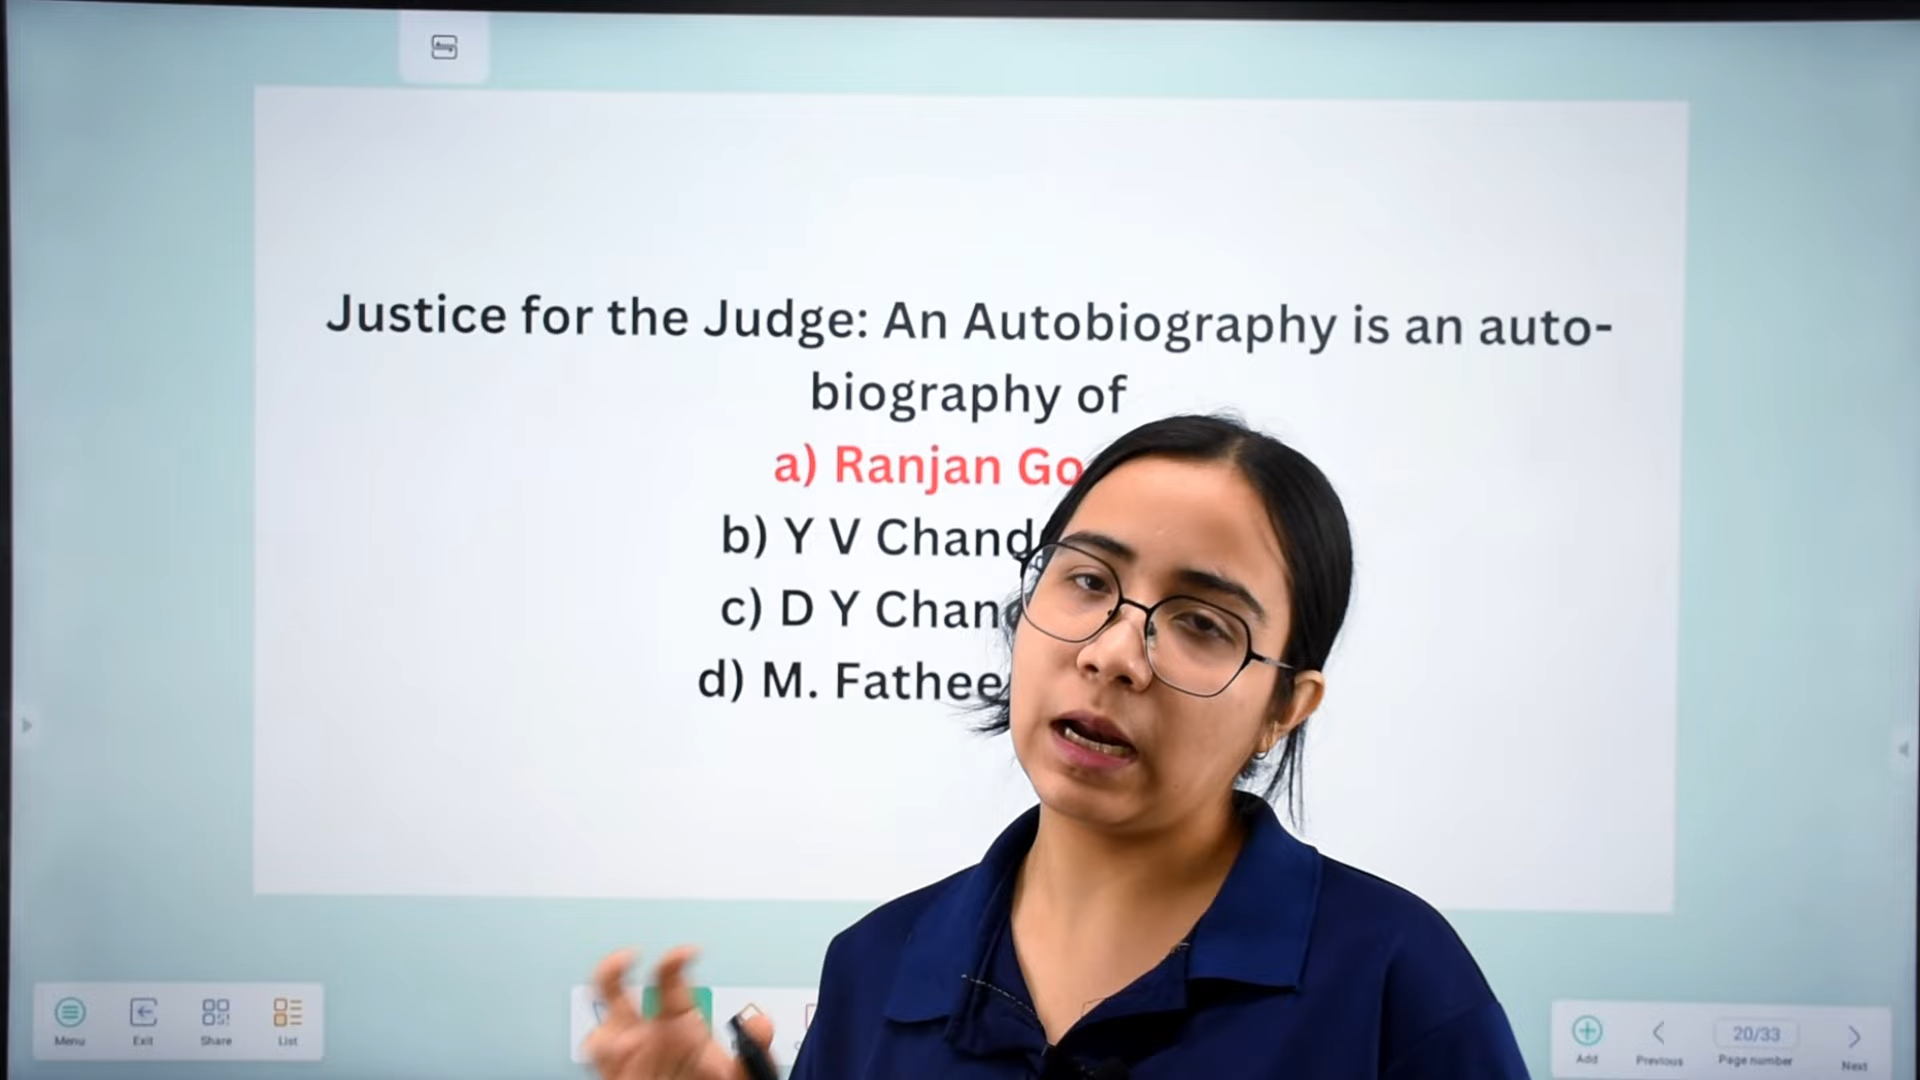 Justice for the Judge: An Autobiography is an auto-
biography of
a) Ranjan Go
b) Y V Chand
c) D Y Chan
d) M. Fathee
Menu
Exit
Share
List
Add
Previous
20/33
Page number
Next